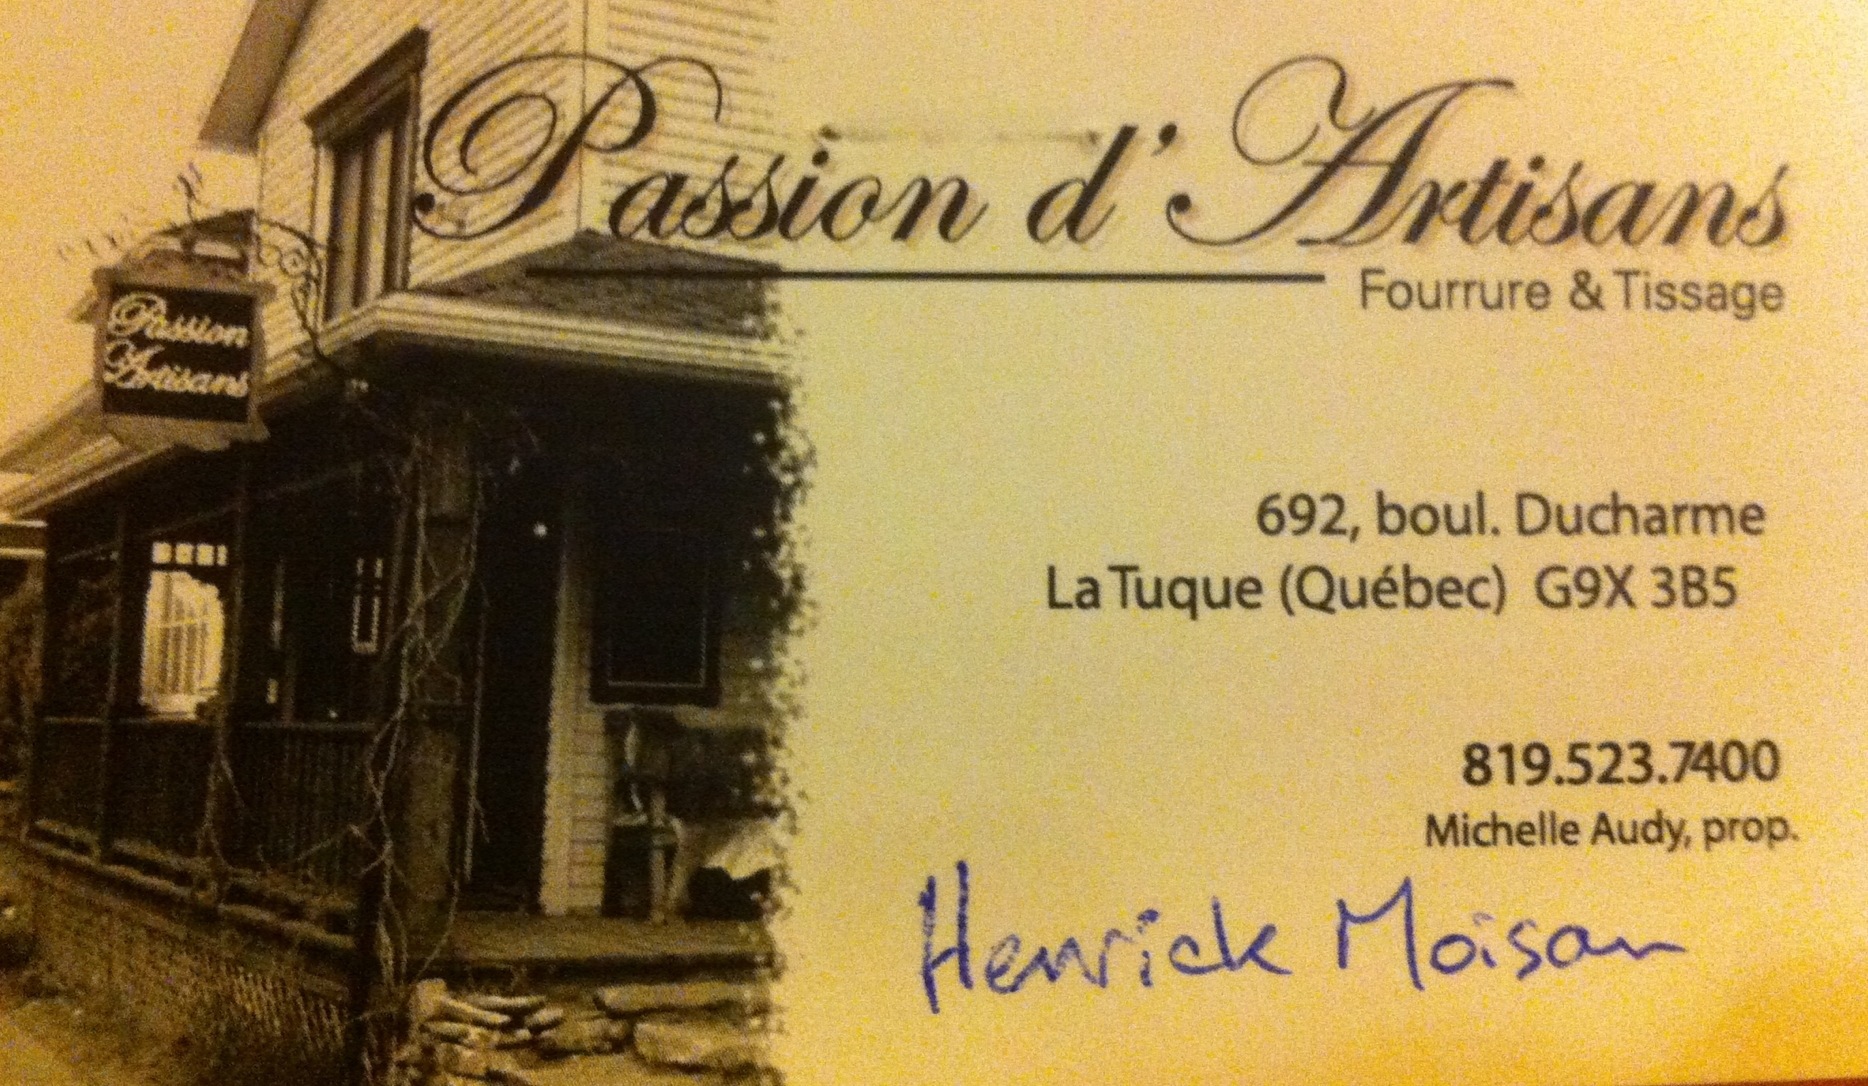 Passion d'Artisans
Fourrure & Tissage
Passion
Artisans
692, boul. Ducharme
La Tuque (Québec) G9X 3B5
819.523.7400
Michelle Audy, prop.
Henrick Moisan